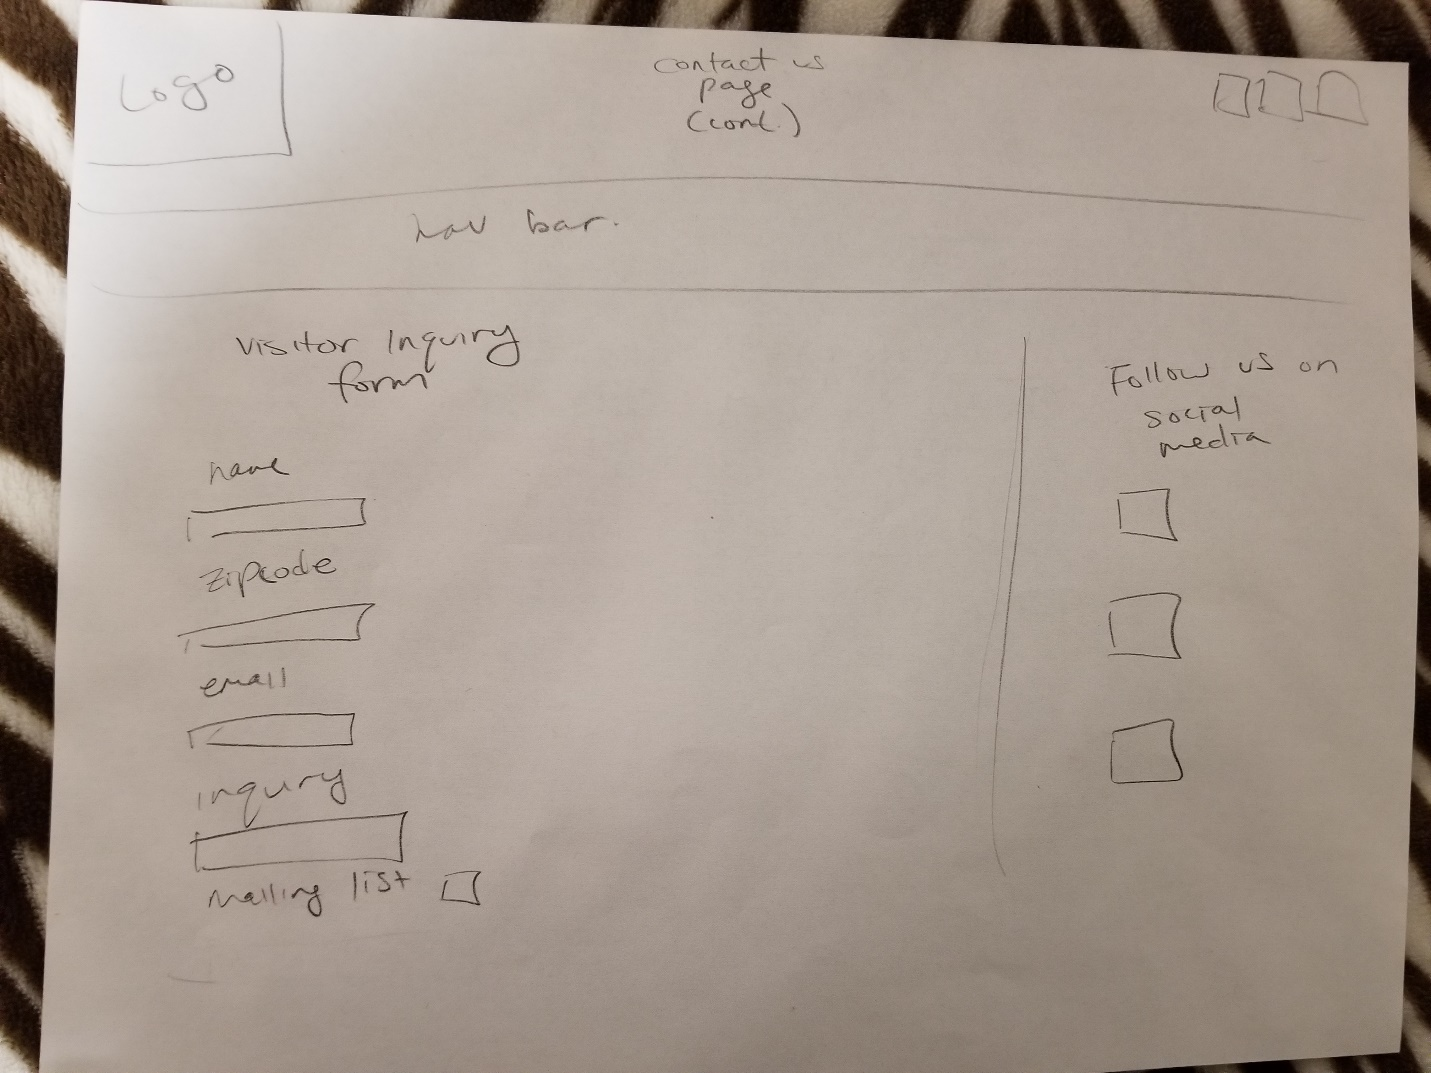 Logo
contact us
page
(cont.)
nav bar.
visitor inquiry
form
name
zipcode
email
inquiry
mailing list
Follow us on
social
media